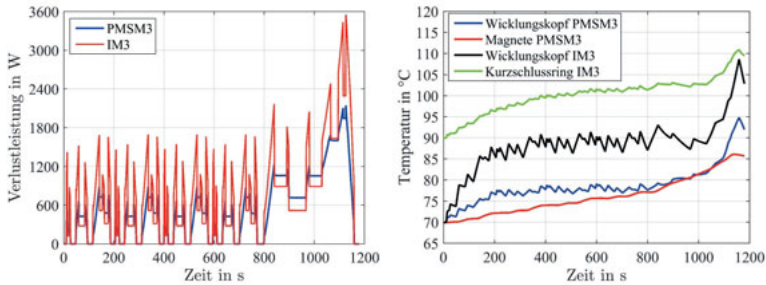 3600
3000
2400
1800
1200
600
0
Verlustleistung in W
PMSM3
IM3
0 200 400 600 800 1000 1200
Zeit in s
120
115
110
105
100
95
90
85
80
75
70
65
Temperatur in °C
Wicklungskopf PMSM3
Magnete PMSM3
Wicklungskopf IM3
Kurzschlussring IM3
0 200 400 600 800 1000 1200
Zeit in s